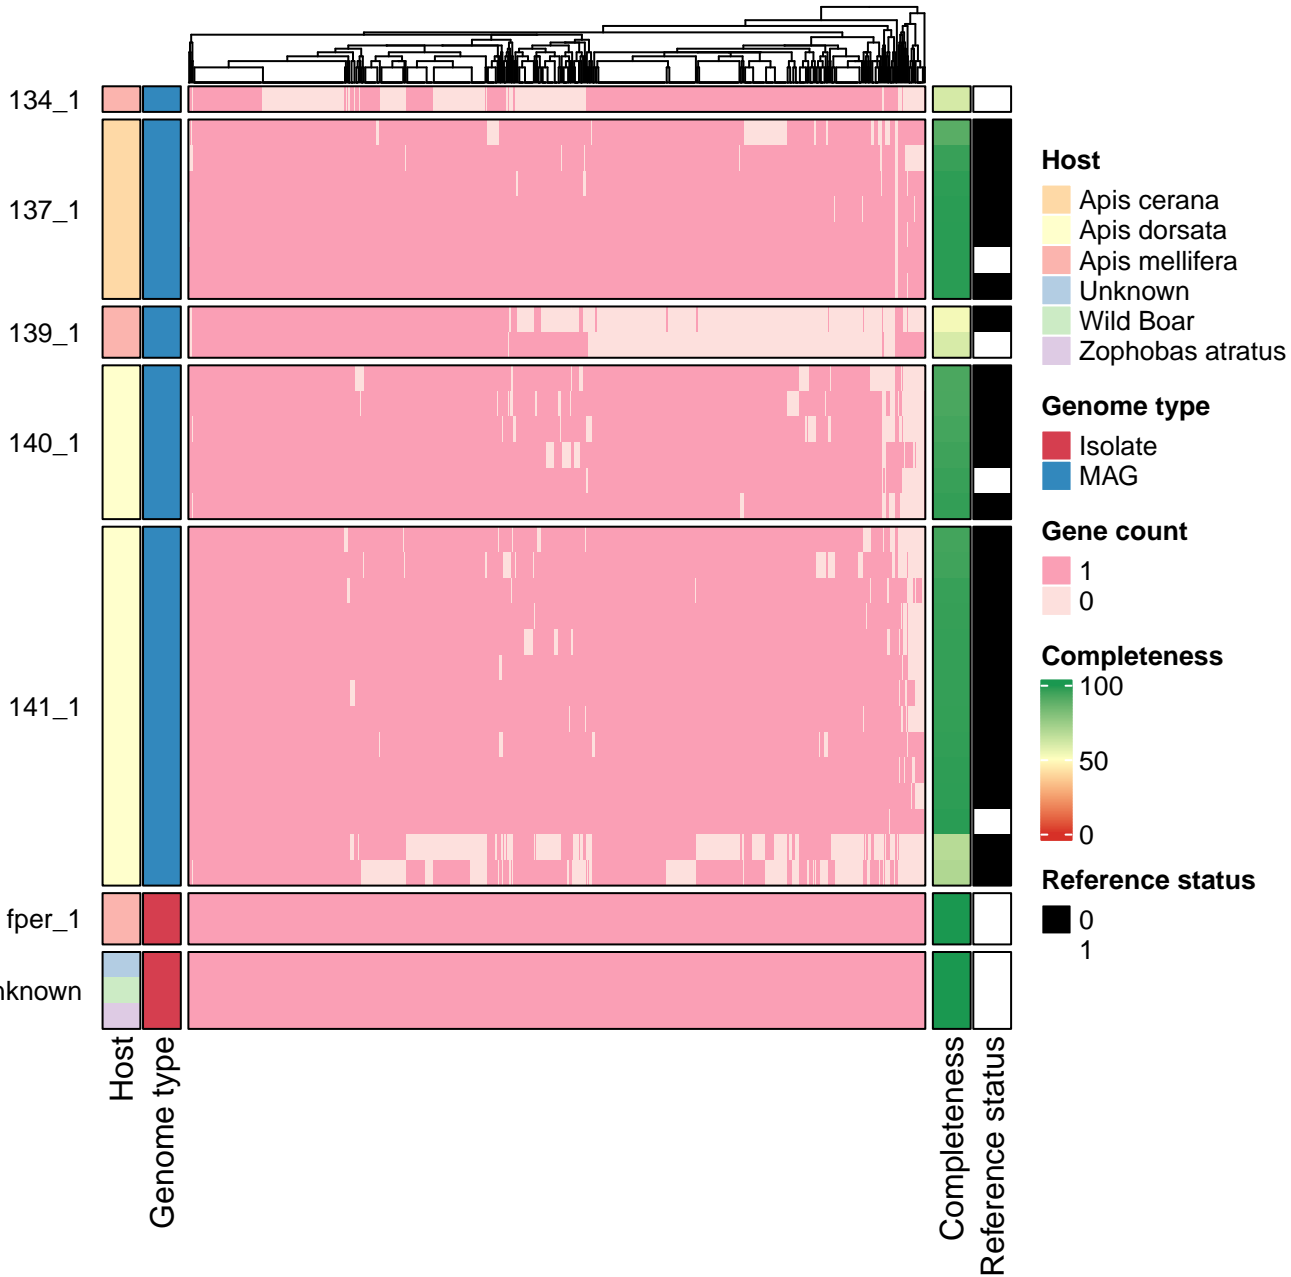 134_1
137_1
139_1
140_1
141_1
fper_1
nknown
Host
Genome type
Completeness
Reference status
Host
Apis cerana
Apis dorsata
Apis mellifera
Unknown
Wild Boar
Zophobas atratus
Genome type
Isolate
MAG
Gene count
1
0
Completeness
100
50
0
Reference status
0
1